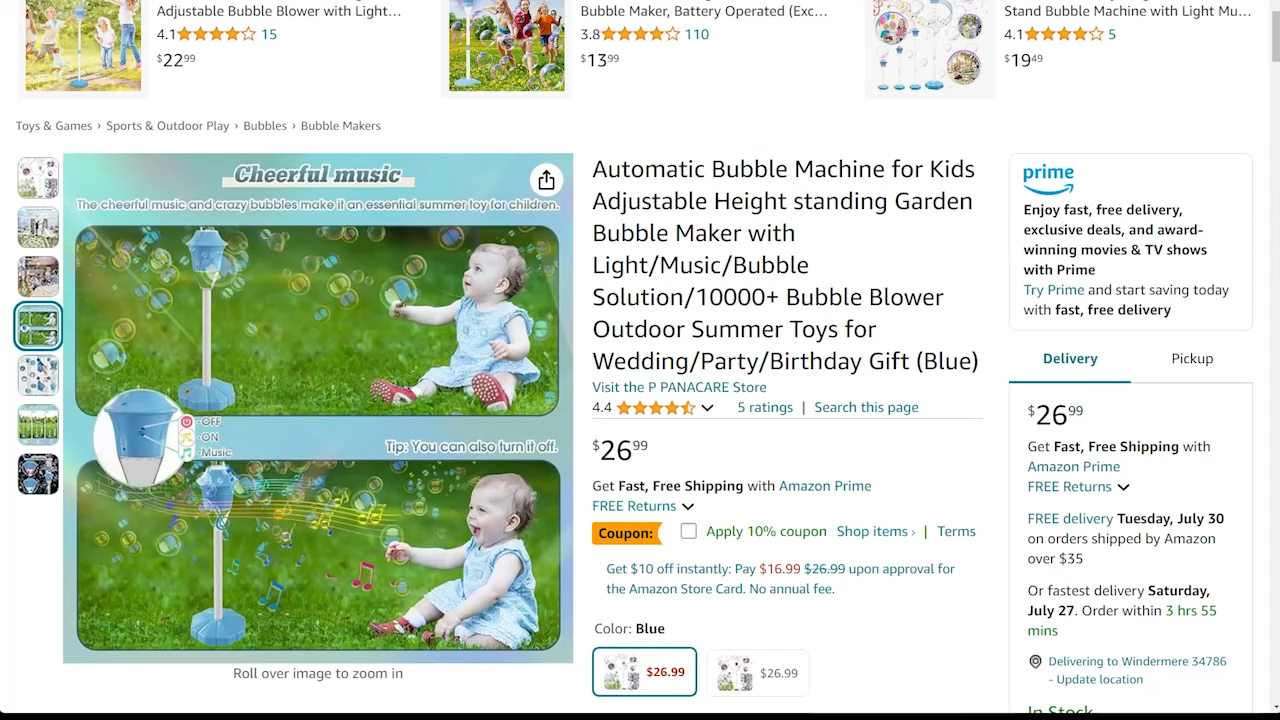 Adjustable Bubble Blower with Light...
4.1 15
$22⁹⁹
Bubble Maker, Battery Operated (Exc...
3.8 110
$13⁹⁹
Stand Bubble Machine with Light Mu...
4.1 5
$19⁴⁹
Toys & Games › Sports & Outdoor Play › Bubbles › Bubble Makers
Cheerful music
The cheerful music and crazy bubbles make it an essential summer toy for children.
-OFF
-ON
-Music
Tip: You can also turn it off.
Roll over image to zoom in
Automatic Bubble Machine for Kids
Adjustable Height standing Garden
Bubble Maker with
Light/Music/Bubble
Solution/10000+ Bubble Blower
Outdoor Summer Toys for
Wedding/Party/Birthday Gift (Blue)
Visit the P PANACARE Store
4.4 5 ratings | Search this page
$26⁹⁹
Get Fast, Free Shipping with Amazon Prime
FREE Returns
Coupon: Apply 10% coupon Shop items › | Terms
Get $10 off instantly: Pay $16.99 $26.99 upon approval for
the Amazon Store Card. No annual fee.
Color: Blue
$26.99 $26.99
prime
Enjoy fast, free delivery,
exclusive deals, and award-
winning movies & TV shows
with Prime
Try Prime and start saving today
with fast, free delivery
Delivery Pickup
$26⁹⁹
Get Fast, Free Shipping with
Amazon Prime
FREE Returns
FREE delivery Tuesday, July 30
on orders shipped by Amazon
over $35
Or fastest delivery Saturday,
July 27. Order within 3 hrs 55
mins
Delivering to Windermere 34786
- Update location
In Stock